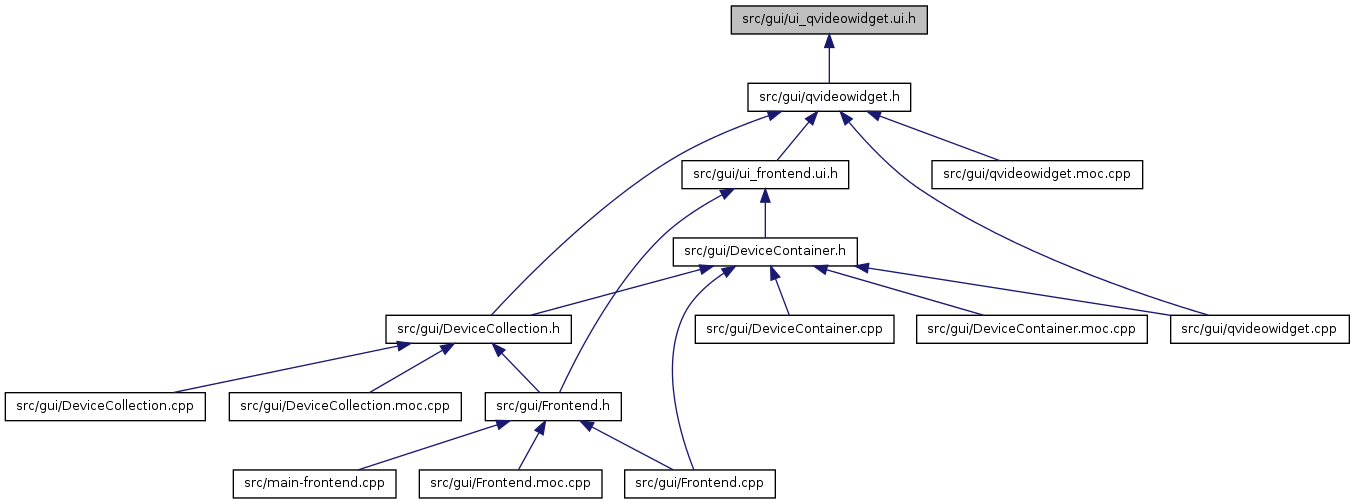 src/gui/ui_qvideowidget.ui.h
src/gui/qvideowidget.h
src/gui/ui_frontend.ui.h
src/gui/qvideowidget.moc.cpp
src/gui/DeviceContainer.h
src/gui/DeviceCollection.h
src/gui/DeviceContainer.cpp
src/gui/DeviceContainer.moc.cpp
src/gui/qvideowidget.cpp
src/gui/DeviceCollection.cpp
src/gui/DeviceCollection.moc.cpp
src/gui/Frontend.h
src/main-frontend.cpp
src/gui/Frontend.moc.cpp
src/gui/Frontend.cpp